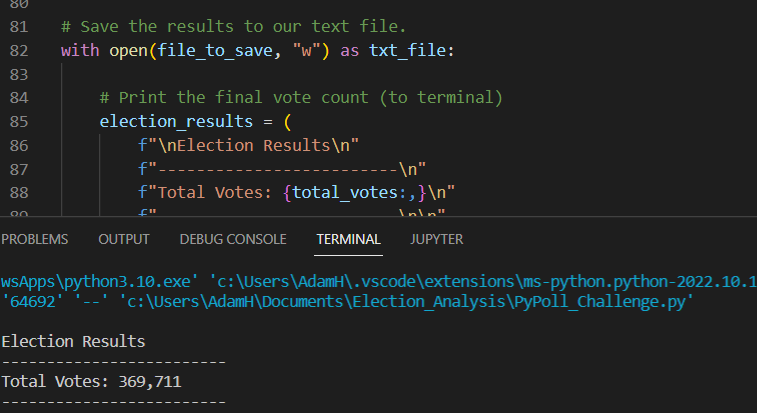 80
81 # Save the results to our text file.
82 with open(file_to_save, "w") as txt_file:
83
84 # Print the final vote count (to terminal)
85 election_results = (
86 f"\nElection Results\n"
87 f"-------------------------\n"
88 f"Total Votes: {total_votes:,}\n"
89 f"-------------------------\n\n"
PROBLEMS OUTPUT DEBUG CONSOLE TERMINAL JUPYTER
wsApps\python3.10.exe' 'c:\Users\AdamH\.vscode\extensions\ms-python.python-2022.10.1
'64692' '--' 'c:\Users\AdamH\Documents\Election_Analysis\PyPoll_Challenge.py'
Election Results
-------------------------
Total Votes: 369,711
-------------------------